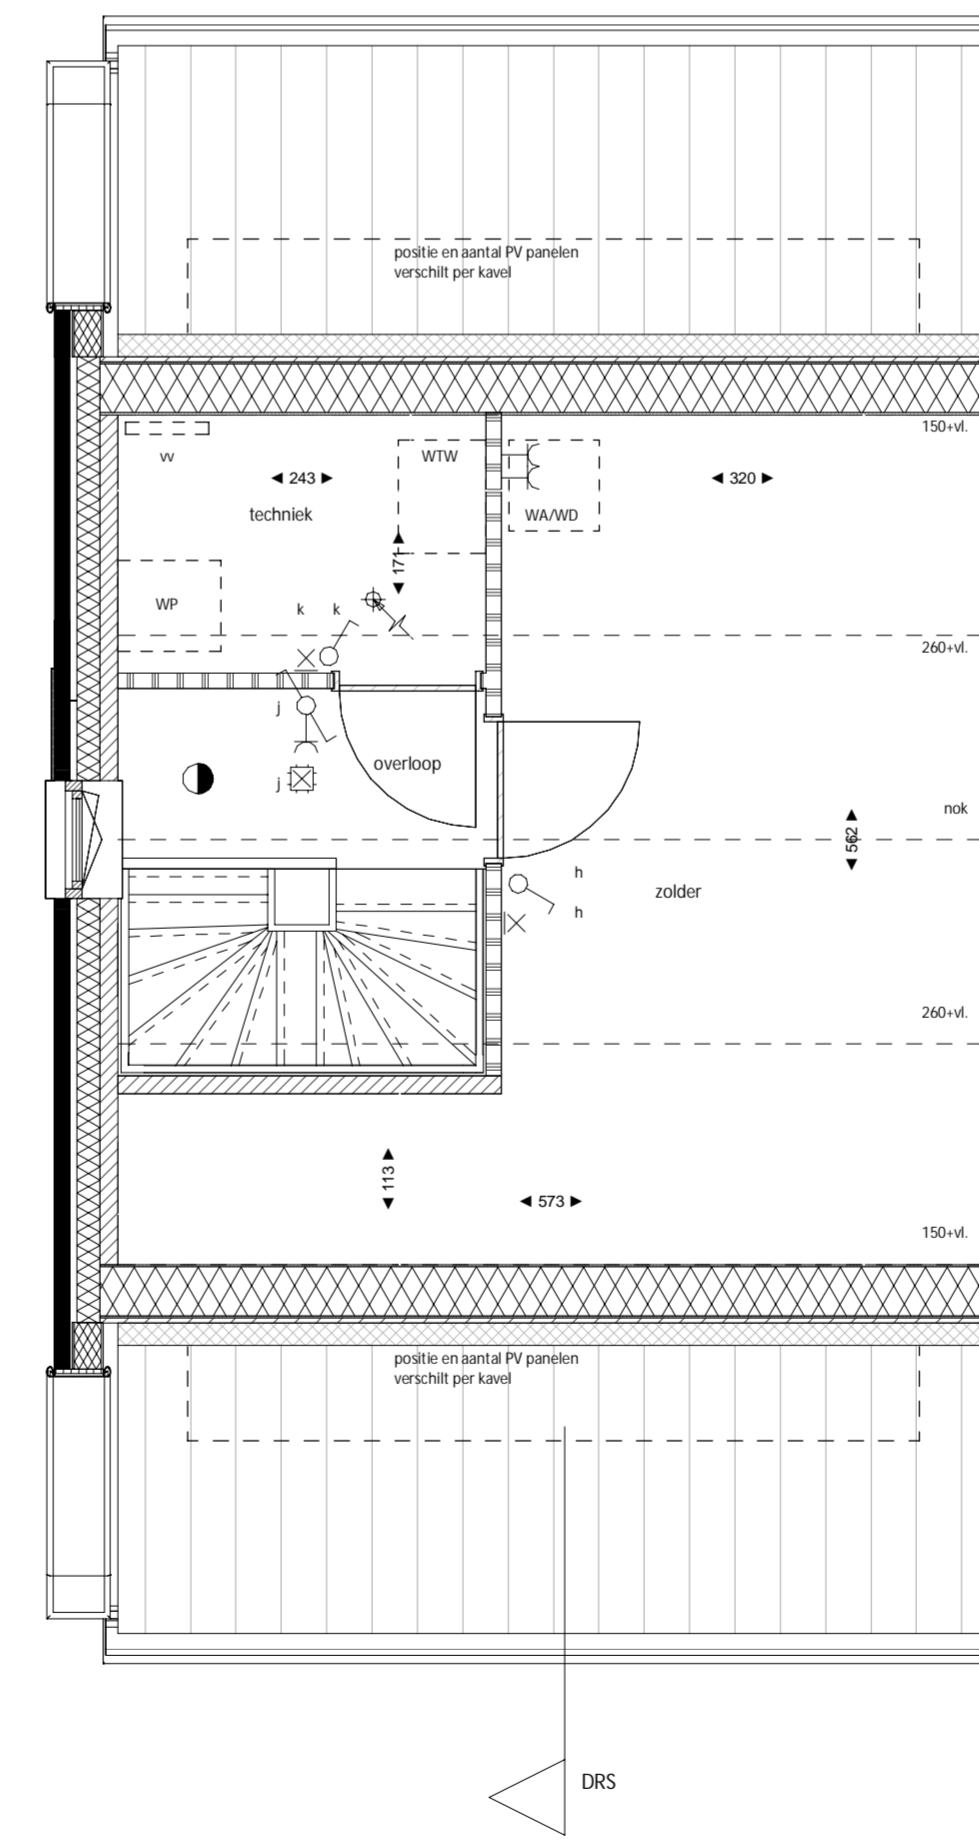 positie en aantal PV panelen
verschilt per kavel
150+vl.
vv
WTW
243
320
techniek
WA/WD
171
WP
k k
260+vl.
j
overloop
j
nok
562
h
zolder
h
260+vl.
113
573
150+vl.
positie en aantal PV panelen
verschilt per kavel
DRS